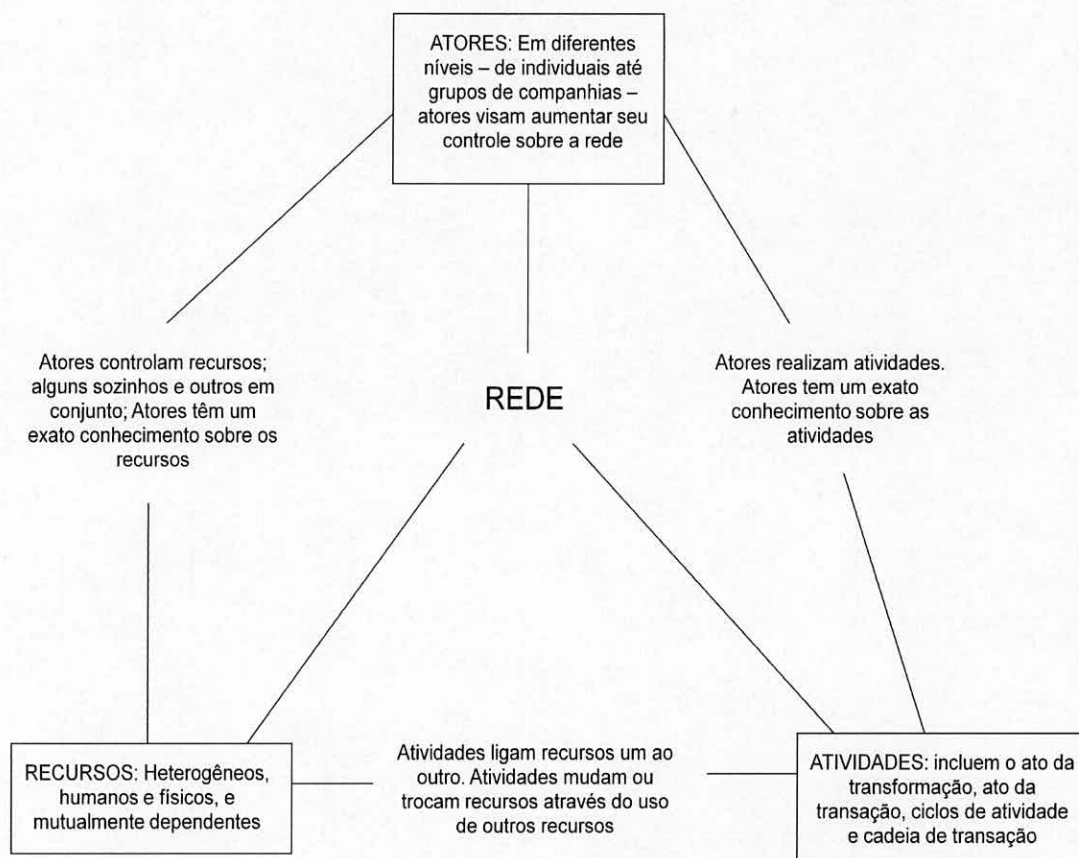 ATORES: Em diferentes
níveis – de individuais até
grupos de companhias –
atores visam aumentar seu
controle sobre a rede
Atores controlam recursos;
alguns sozinhos e outros em
conjunto; Atores têm um
exato conhecimento sobre os
recursos
REDE
Atores realizam atividades.
Atores tem um exato
conhecimento sobre as
atividades
RECURSOS: Heterogêneos,
humanos e físicos, e
mutualmente dependentes
Atividades ligam recursos um ao
outro. Atividades mudam ou
trocam recursos através do uso
de outros recursos
ATIVIDADES: incluem o ato da
transformação, ato da
transação, ciclos de atividade
e cadeia de transação